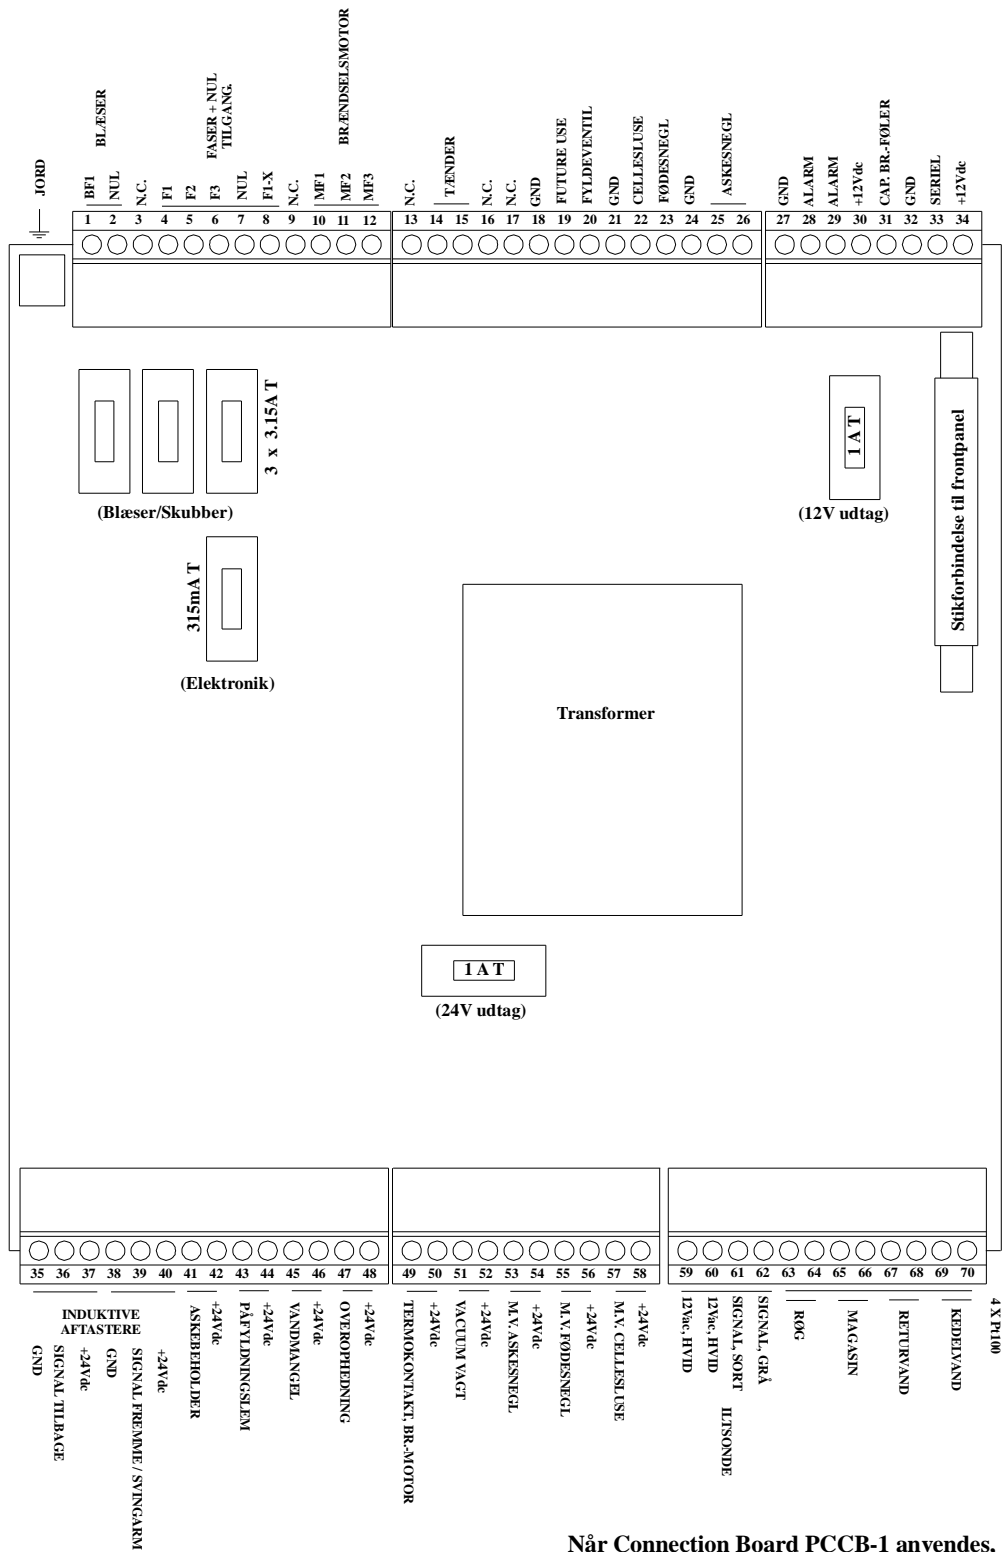 JORD
BLÆSER
FASER + NUL
TILGANG.
BRÆNDSELSMOTOR
TÆNDER
ASKESNEGL
BF1
NUL
N.C.
F1
F2
F3
NUL
F1-X
N.C.
MF1
MF2
MF3
N.C.
N.C.
N.C.
GND
FUTURE USE
FYLDEVENTIL
GND
CELLESLUSE
FØDESNEGL
GND
GND
ALARM
ALARM
+12Vdc
CAP. BR.-FØLER
GND
SERIEL
+12Vdc
1 2 3 4 5 6 7 8 9 10 11 12
13 14 15 16 17 18 19 20 21 22 23 24 25 26
27 28 29 30 31 32 33 34
3 x 3.15A T
(Blæser/Skubber)
315mA T
(Elektronik)
1 A T
(12V udtag)
Stikforbindelse til frontpanel
Transformer
1 A T
(24V udtag)
35 36 37 38 39 40 41 42 43 44 45 46 47 48
49 50 51 52 53 54 55 56 57 58
59 60 61 62 63 64 65 66 67 68 69 70
INDUKTIVE
AFTASTERE
GND
SIGNAL TILBAGE
+24Vdc
GND
SIGNAL FREMME / SVINGARM
+24Vdc
ASKEBEHOLDER
+24Vdc
PÅFYLDNINGSLEM
+24Vdc
VANDMANGEL
+24Vdc
OVEROPHEDNING
+24Vdc
TERMOKONTAKT, BR.-MOTOR
+24Vdc
VACUUM VAGT
+24Vdc
M.V. ASKESNEGL
+24Vdc
M.V. FØDESNEGL
+24Vdc
M.V. CELLESLUSE
+24Vdc
12Vac, HVID
12Vac, HVID
SIGNAL, SORT
SIGNAL, GRÅ
ILTSONDE
RØG
MAGASIN
RETURVAND
KEDELVAND
4 X Pt100
Når Connection Board PCCB-1 anvendes,